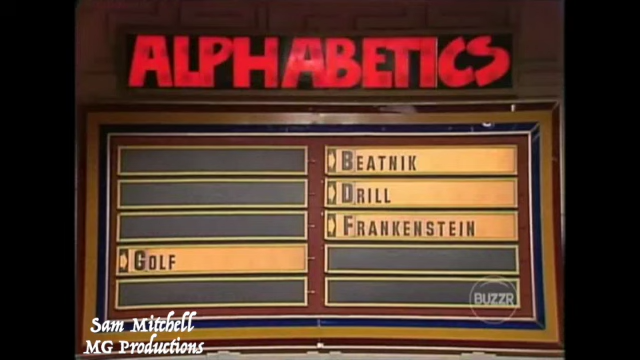 ALPHABETICS
BEATNIK
DRILL
FRANKENSTEIN
GOLF
BUZZR
Sam Mitchell
MG Productions